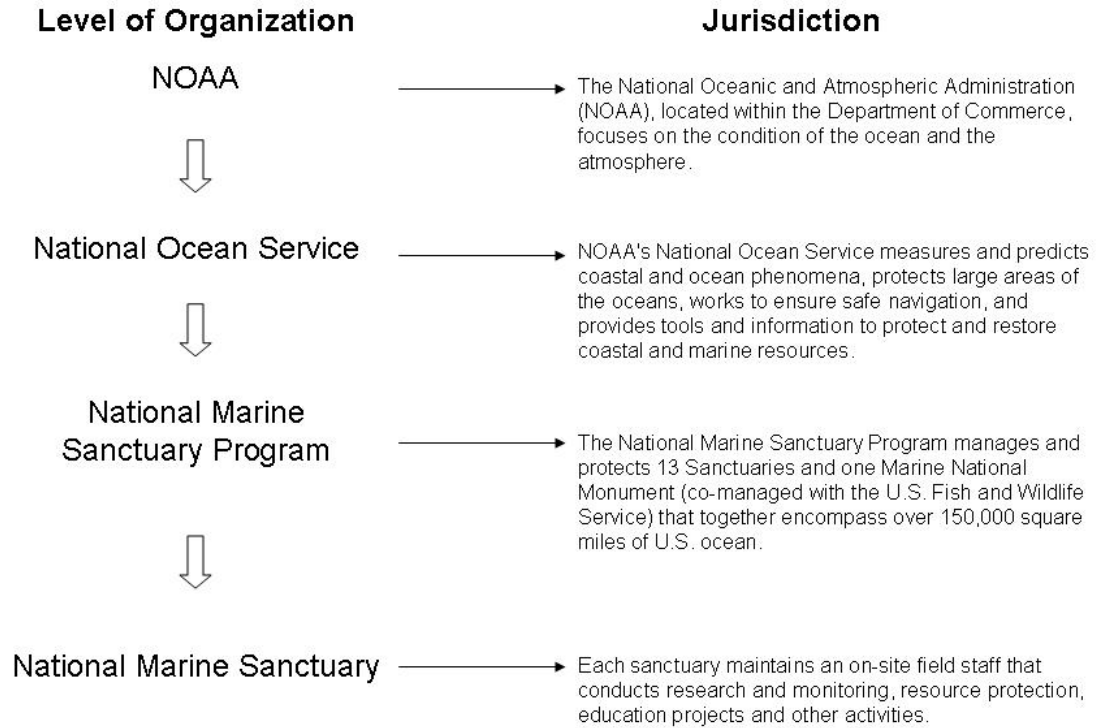 Level of Organization
Jurisdiction
NOAA
The National Oceanic and Atmospheric Administration
(NOAA), located within the Department of Commerce,
focuses on the condition of the ocean and the
atmosphere.
National Ocean Service
NOAA's National Ocean Service measures and predicts
coastal and ocean phenomena, protects large areas of
the oceans, works to ensure safe navigation, and
provides tools and information to protect and restore
coastal and marine resources.
National Marine
Sanctuary Program
The National Marine Sanctuary Program manages and
protects 13 Sanctuaries and one Marine National
Monument (co-managed with the U.S. Fish and Wildlife
Service) that together encompass over 150,000 square
miles of U.S. ocean.
National Marine Sanctuary
Each sanctuary maintains an on-site field staff that
conducts research and monitoring, resource protection,
education projects and other activities.